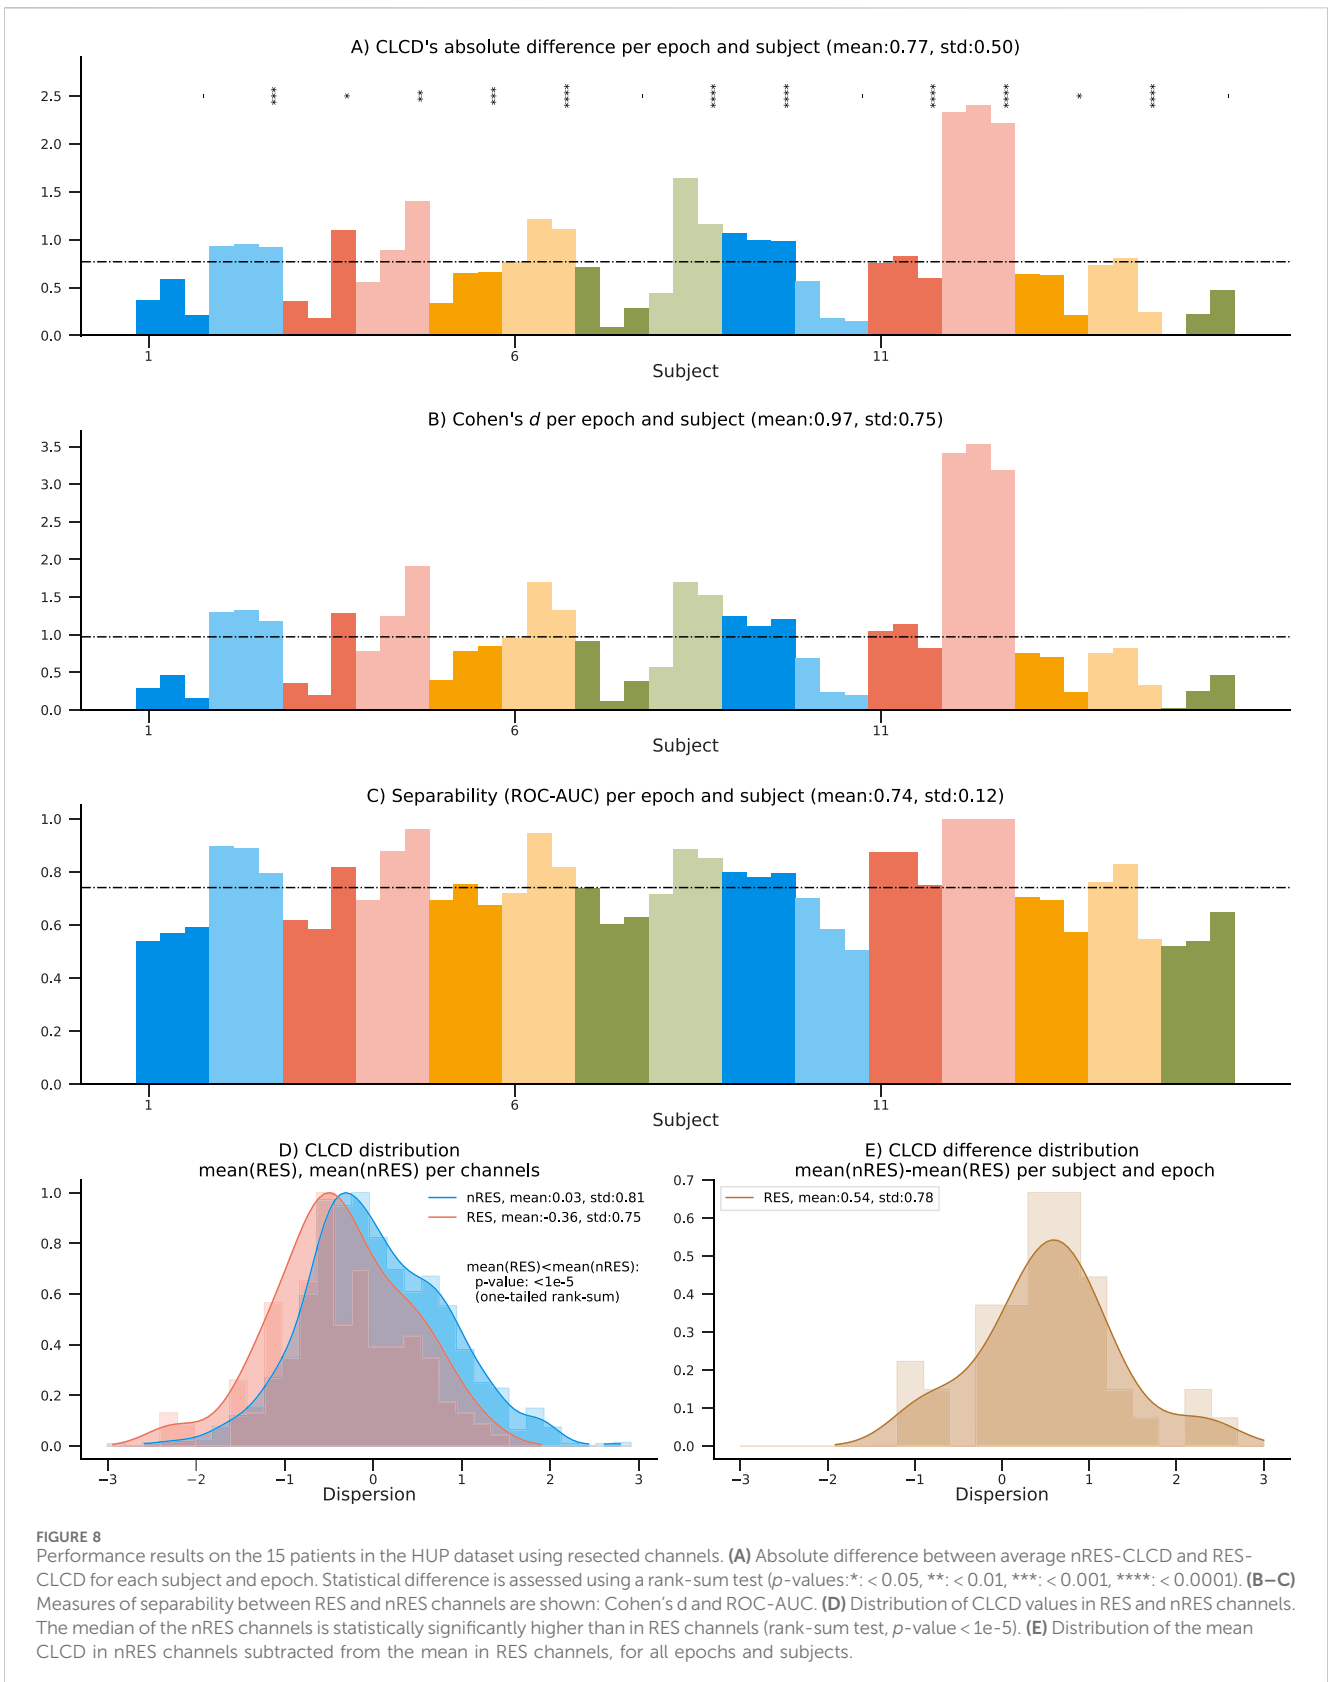 A) CLCD's absolute difference per epoch and subject (mean:0.77, std:0.50)
- *** * ** *** **** - **** **** - **** **** * **** -
2.5
2.0
1.5
1.0
0.5
0.0
1 6 11
Subject
B) Cohen's d per epoch and subject (mean:0.97, std:0.75)
3.5
3.0
2.5
2.0
1.5
1.0
0.5
0.0
1 6 11
Subject
C) Separability (ROC-AUC) per epoch and subject (mean:0.74, std:0.12)
1.0
0.8
0.6
0.4
0.2
0.0
1 6 11
Subject
D) CLCD distribution
mean(RES), mean(nRES) per channels
nRES, mean:0.03, std:0.81
RES, mean:-0.36, std:0.75
mean(RES)<mean(nRES):
p-value: <1e-5
(one-tailed rank-sum)
1.0
0.8
0.6
0.4
0.2
0.0
−3 −2 −1 0 1 2 3
Dispersion
E) CLCD difference distribution
mean(nRES)-mean(RES) per subject and epoch
RES, mean:0.54, std:0.78
0.7
0.6
0.5
0.4
0.3
0.2
0.1
0.0
−3 −2 −1 0 1 2 3
Dispersion
FIGURE 8
Performance results on the 15 patients in the HUP dataset using resected channels. (A) Absolute difference between average nRES-CLCD and RES-
CLCD for each subject and epoch. Statistical difference is assessed using a rank-sum test (p-values:*: < 0.05, **: < 0.01, ***: < 0.001, ****: < 0.0001). (B–C)
Measures of separability between RES and nRES channels are shown: Cohen's d and ROC-AUC. (D) Distribution of CLCD values in RES and nRES channels.
The median of the nRES channels is statistically significantly higher than in RES channels (rank-sum test, p-value < 1e-5). (E) Distribution of the mean
CLCD in nRES channels subtracted from the mean in RES channels, for all epochs and subjects.